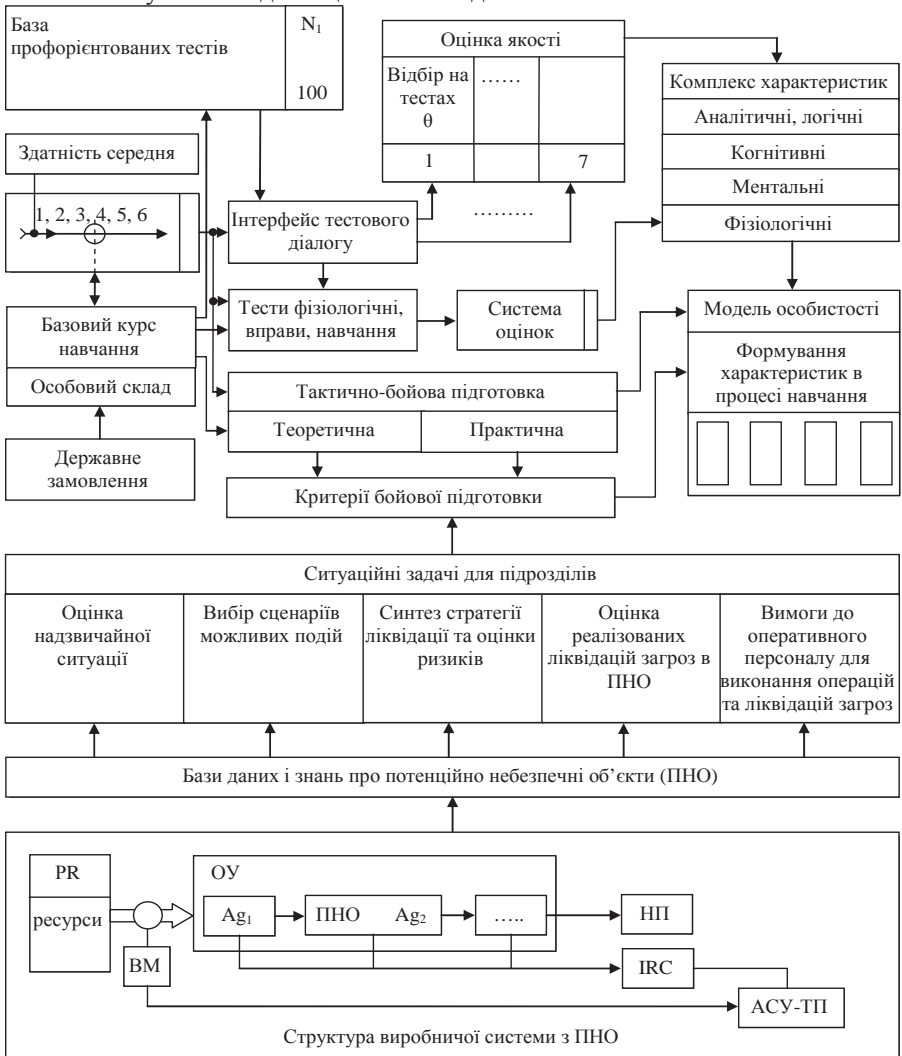 База
профорієнтованих тестів
N₁
100
Оцінка якості
Відбір на
тестах
θ
……
1
7
Комплекс характеристик
Аналітичні, логічні
Когнітивні
Ментальні
Фізіологічні
Здатність середня
1, 2, 3, 4, 5, 6
Інтерфейс тестового
діалогу
………
Базовий курс
навчання
Особовий склад
Тести фізіологічні,
вправи, навчання
Система
оцінок
Модель особистості
Формування
характеристик в
процесі навчання
Тактично-бойова підготовка
Теоретична
Практична
Державне
замовлення
Критерії бойової підготовки
Ситуаційні задачі для підрозділів
Оцінка
надзвичайної
ситуації
Вибір сценаріїв
можливих подій
Синтез стратегії
ліквідації та оцінки
ризиків
Оцінка
реалізованих
ліквідацій загроз в
ПНО
Вимоги до
оперативного
персоналу для
виконання операцій
та ліквідацій загроз
Бази даних і знань про потенційно небезпечні об’єкти (ПНО)
PR
ресурси
ОУ
Ag₁
ПНО Ag₂
…..
НП
ВМ
IRC
АСУ-ТП
Структура виробничої системи з ПНО